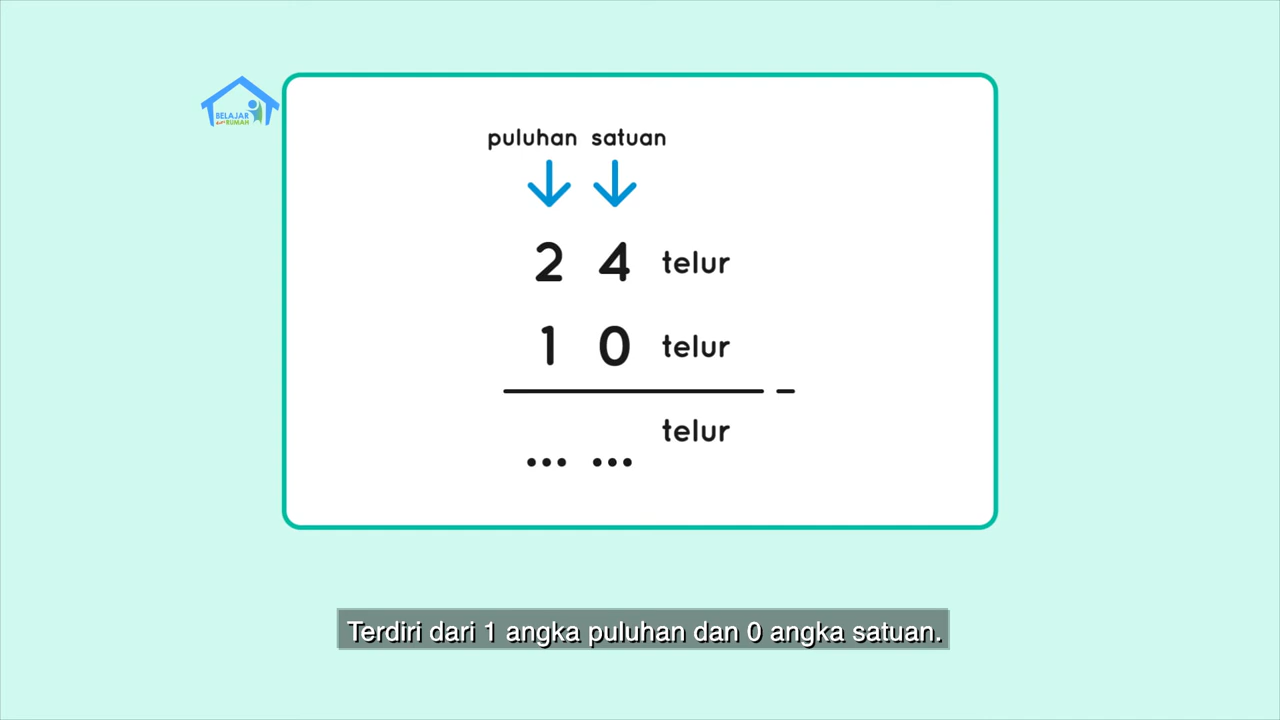 BELAJAR
dari RUMAH
puluhan satuan
2 4 telur
1 0 telur
-
telur
... ...
Terdiri dari 1 angka puluhan dan 0 angka satuan.